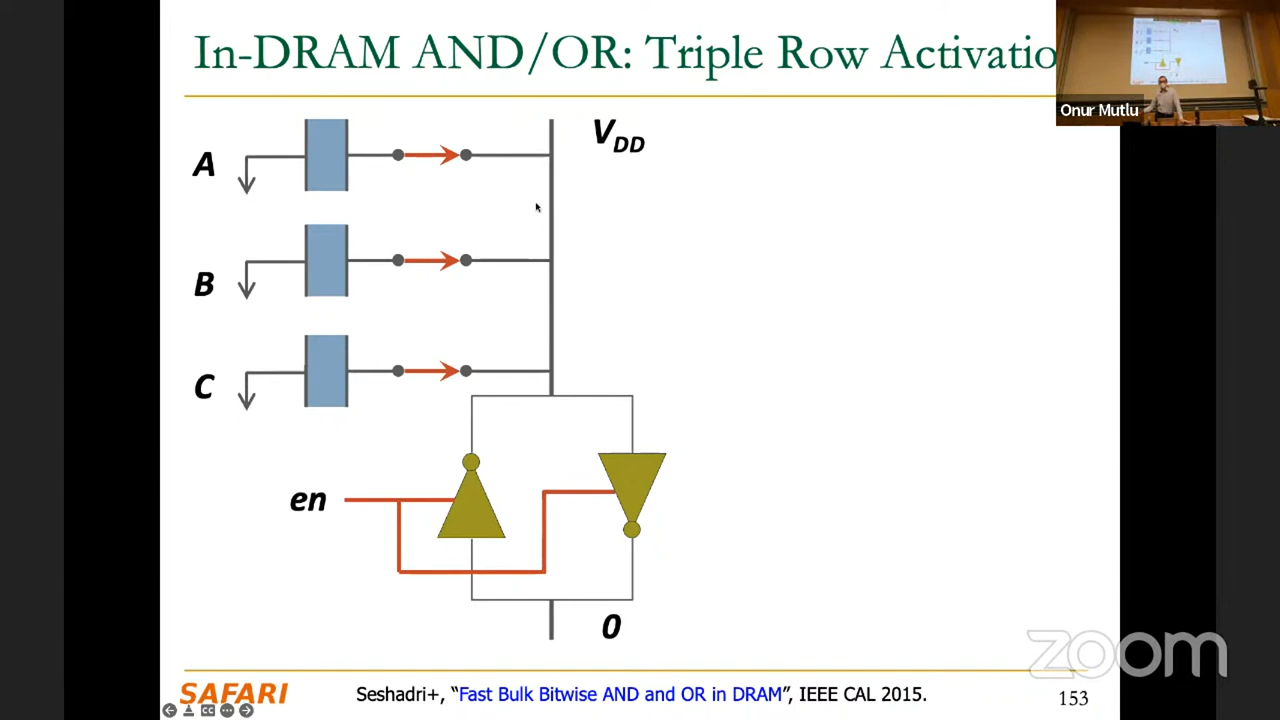 In-DRAM AND/OR: Triple Row Activatio
Onur Mutlu
VDD
A
B
C
en
0
zoom
SAFARI
Seshadri+, “Fast Bulk Bitwise AND and OR in DRAM”, IEEE CAL 2015.
153